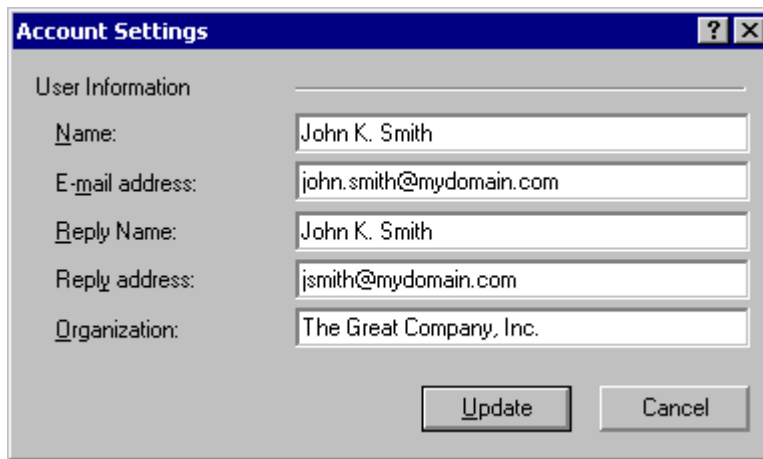 Account Settings
User Information
Name: John K. Smith
E-mail address: john.smith@mydomain.com
Reply Name: John K. Smith
Reply address: jsmith@mydomain.com
Organization: The Great Company, Inc.
Update Cancel